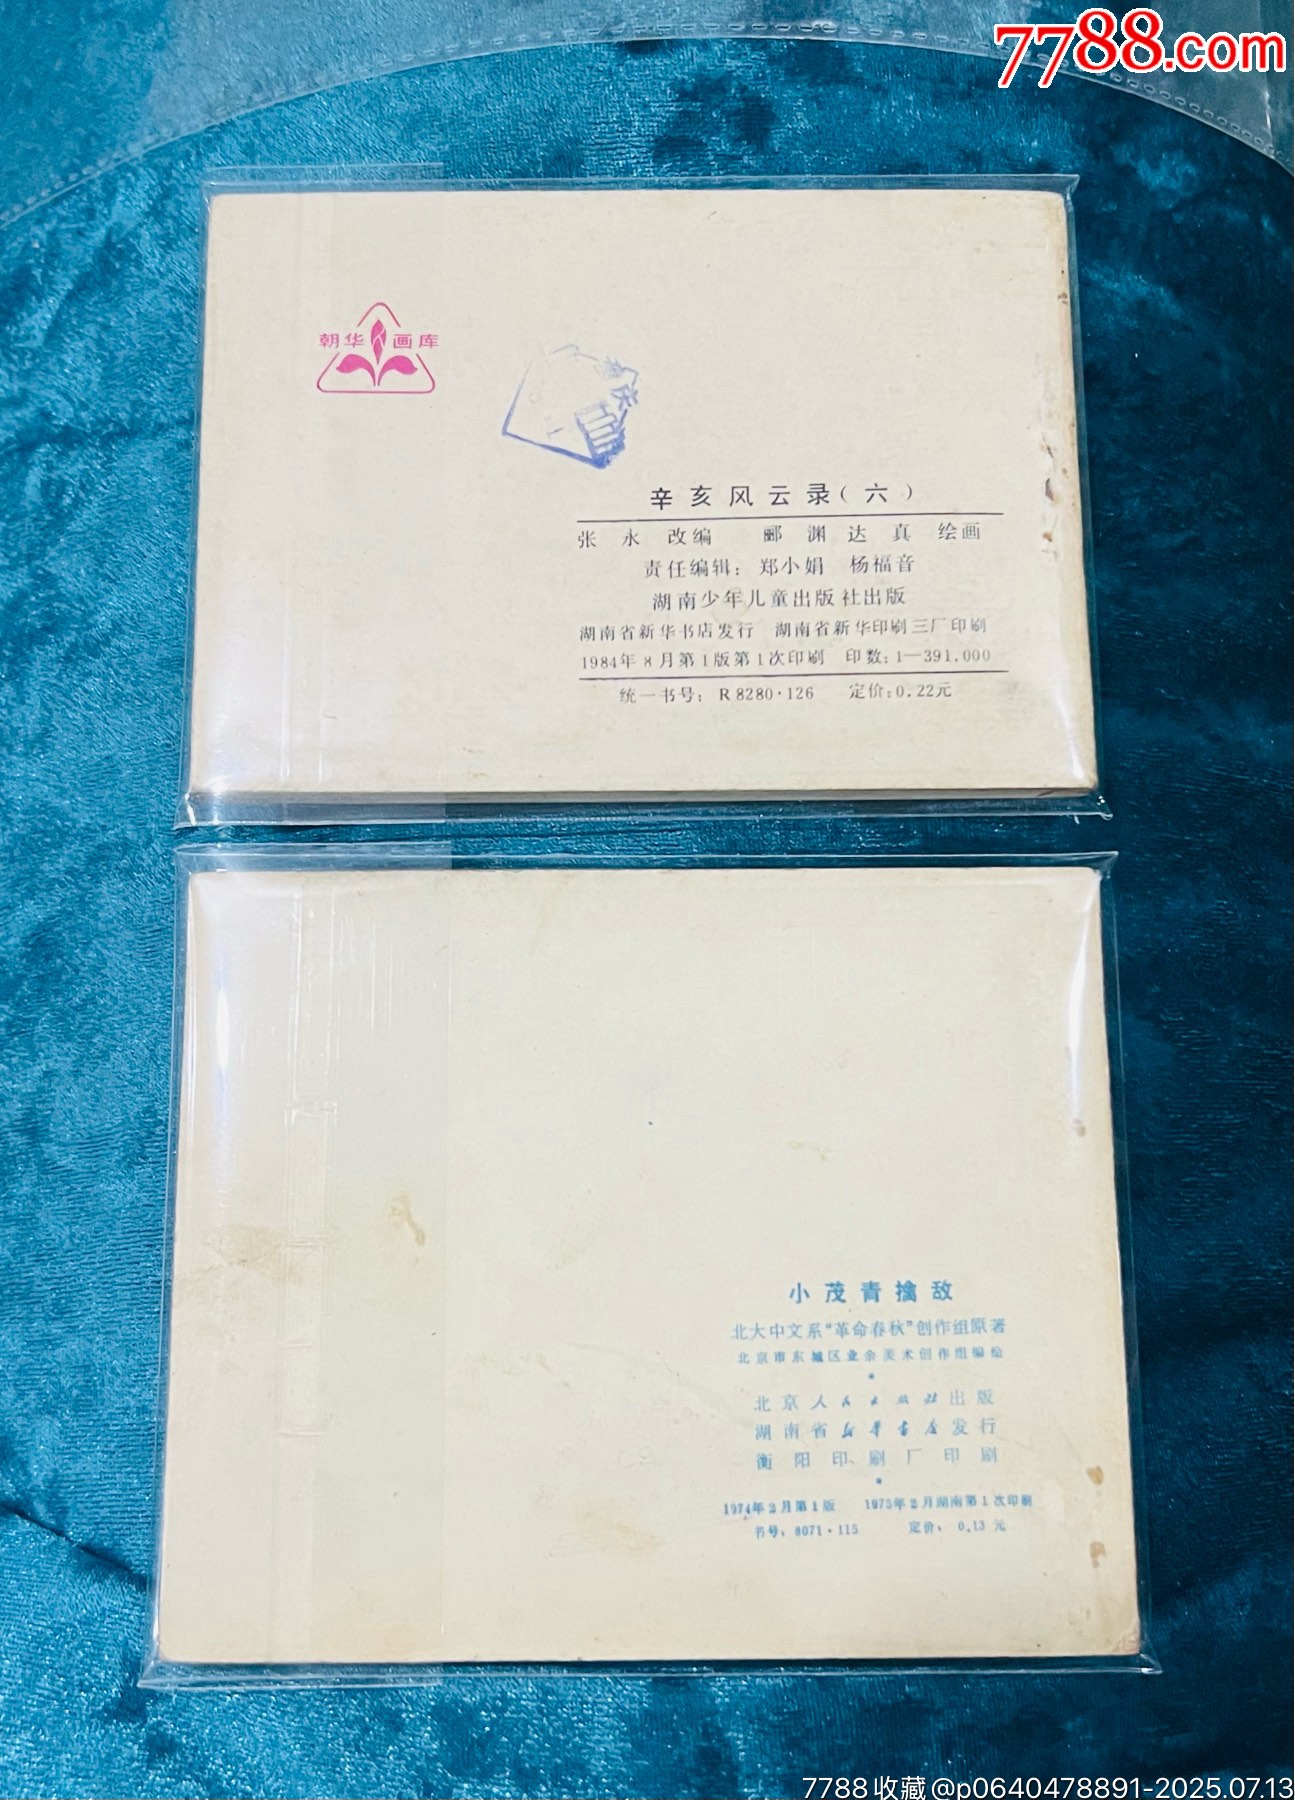 7788.com
朝华画库
辛亥风云录（六）
张永 改编 郦渊 达真 绘画
责任编辑：郑小娟 杨福音
湖南少年儿童出版社出版
湖南省新华书店发行 湖南省新华印刷三厂印刷
1984年8月第1版第1次印刷 印数：1—391,000
统一书号：R8280·126 定价：0.22元
小茂青擒敌
北大中文系“革命春秋”创作组原著
北京市东城区业余美术创作组编绘
北京人民出版社出版
湖南省新华书店发行
衡阳印刷厂印刷
1974年2月第1版 1975年2月湖南第1次印刷
书号：8071·115 定价：0.13元
7788收藏@p0640478891-2025.07.13